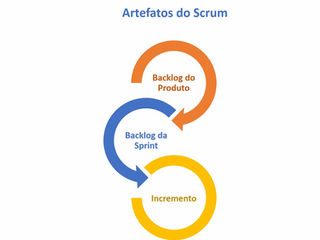 Artefatos do Scrum
Backlog do
Produto
Backlog da
Sprint
Incremento